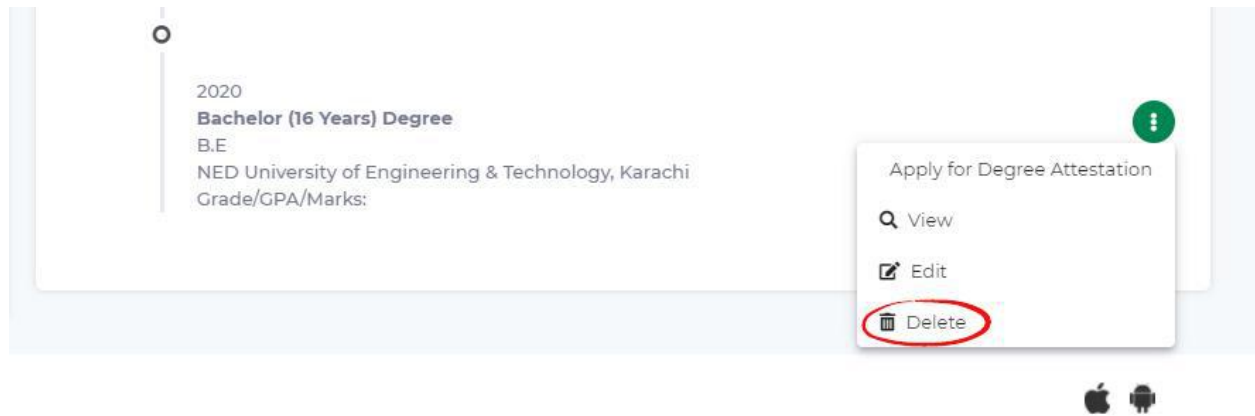 2020
Bachelor (16 Years) Degree
B.E
NED University of Engineering & Technology, Karachi
Grade/GPA/Marks:
Apply for Degree Attestation
View
Edit
Delete